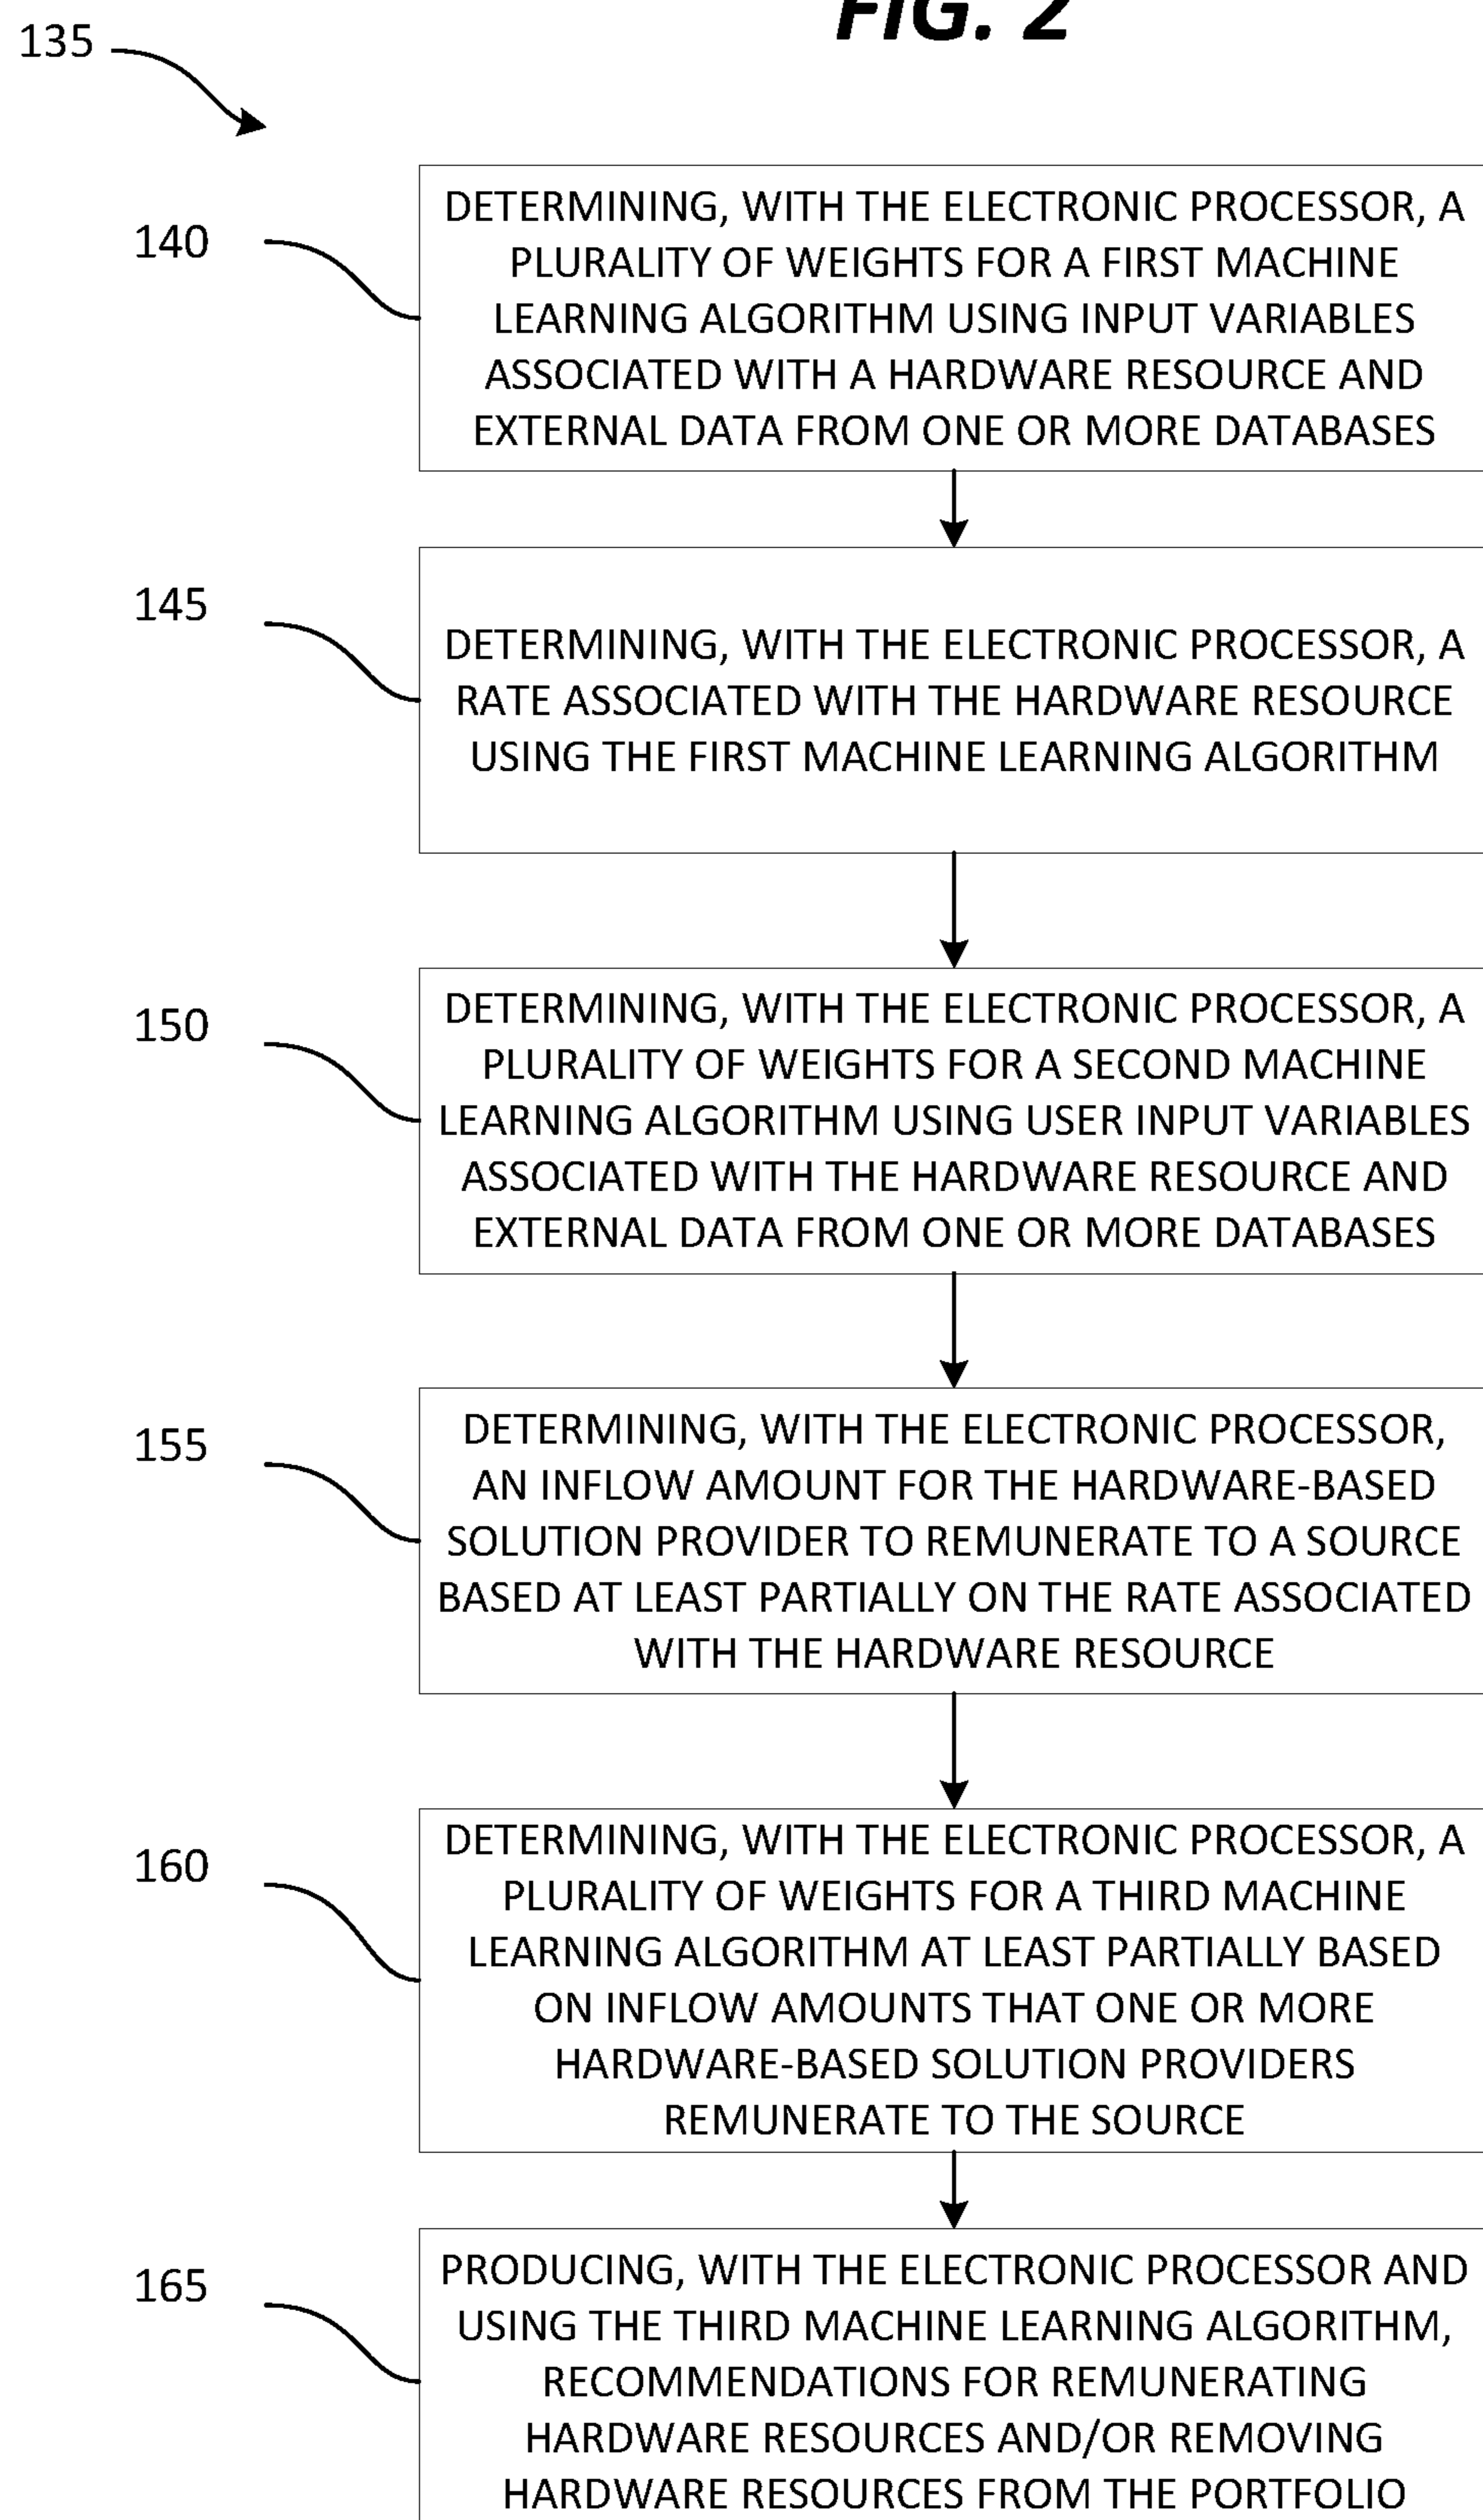 FIG. 2
135
140
DETERMINING, WITH THE ELECTRONIC PROCESSOR, A
PLURALITY OF WEIGHTS FOR A FIRST MACHINE
LEARNING ALGORITHM USING INPUT VARIABLES
ASSOCIATED WITH A HARDWARE RESOURCE AND
EXTERNAL DATA FROM ONE OR MORE DATABASES
145
DETERMINING, WITH THE ELECTRONIC PROCESSOR, A
RATE ASSOCIATED WITH THE HARDWARE RESOURCE
USING THE FIRST MACHINE LEARNING ALGORITHM
150
DETERMINING, WITH THE ELECTRONIC PROCESSOR, A
PLURALITY OF WEIGHTS FOR A SECOND MACHINE
LEARNING ALGORITHM USING USER INPUT VARIABLES
ASSOCIATED WITH THE HARDWARE RESOURCE AND
EXTERNAL DATA FROM ONE OR MORE DATABASES
155
DETERMINING, WITH THE ELECTRONIC PROCESSOR,
AN INFLOW AMOUNT FOR THE HARDWARE-BASED
SOLUTION PROVIDER TO REMUNERATE TO A SOURCE
BASED AT LEAST PARTIALLY ON THE RATE ASSOCIATED
WITH THE HARDWARE RESOURCE
160
DETERMINING, WITH THE ELECTRONIC PROCESSOR, A
PLURALITY OF WEIGHTS FOR A THIRD MACHINE
LEARNING ALGORITHM AT LEAST PARTIALLY BASED
ON INFLOW AMOUNTS THAT ONE OR MORE
HARDWARE-BASED SOLUTION PROVIDERS
REMUNERATE TO THE SOURCE
165
PRODUCING, WITH THE ELECTRONIC PROCESSOR AND
USING THE THIRD MACHINE LEARNING ALGORITHM,
RECOMMENDATIONS FOR REMUNERATING
HARDWARE RESOURCES AND/OR REMOVING
HARDWARE RESOURCES FROM THE PORTFOLIO